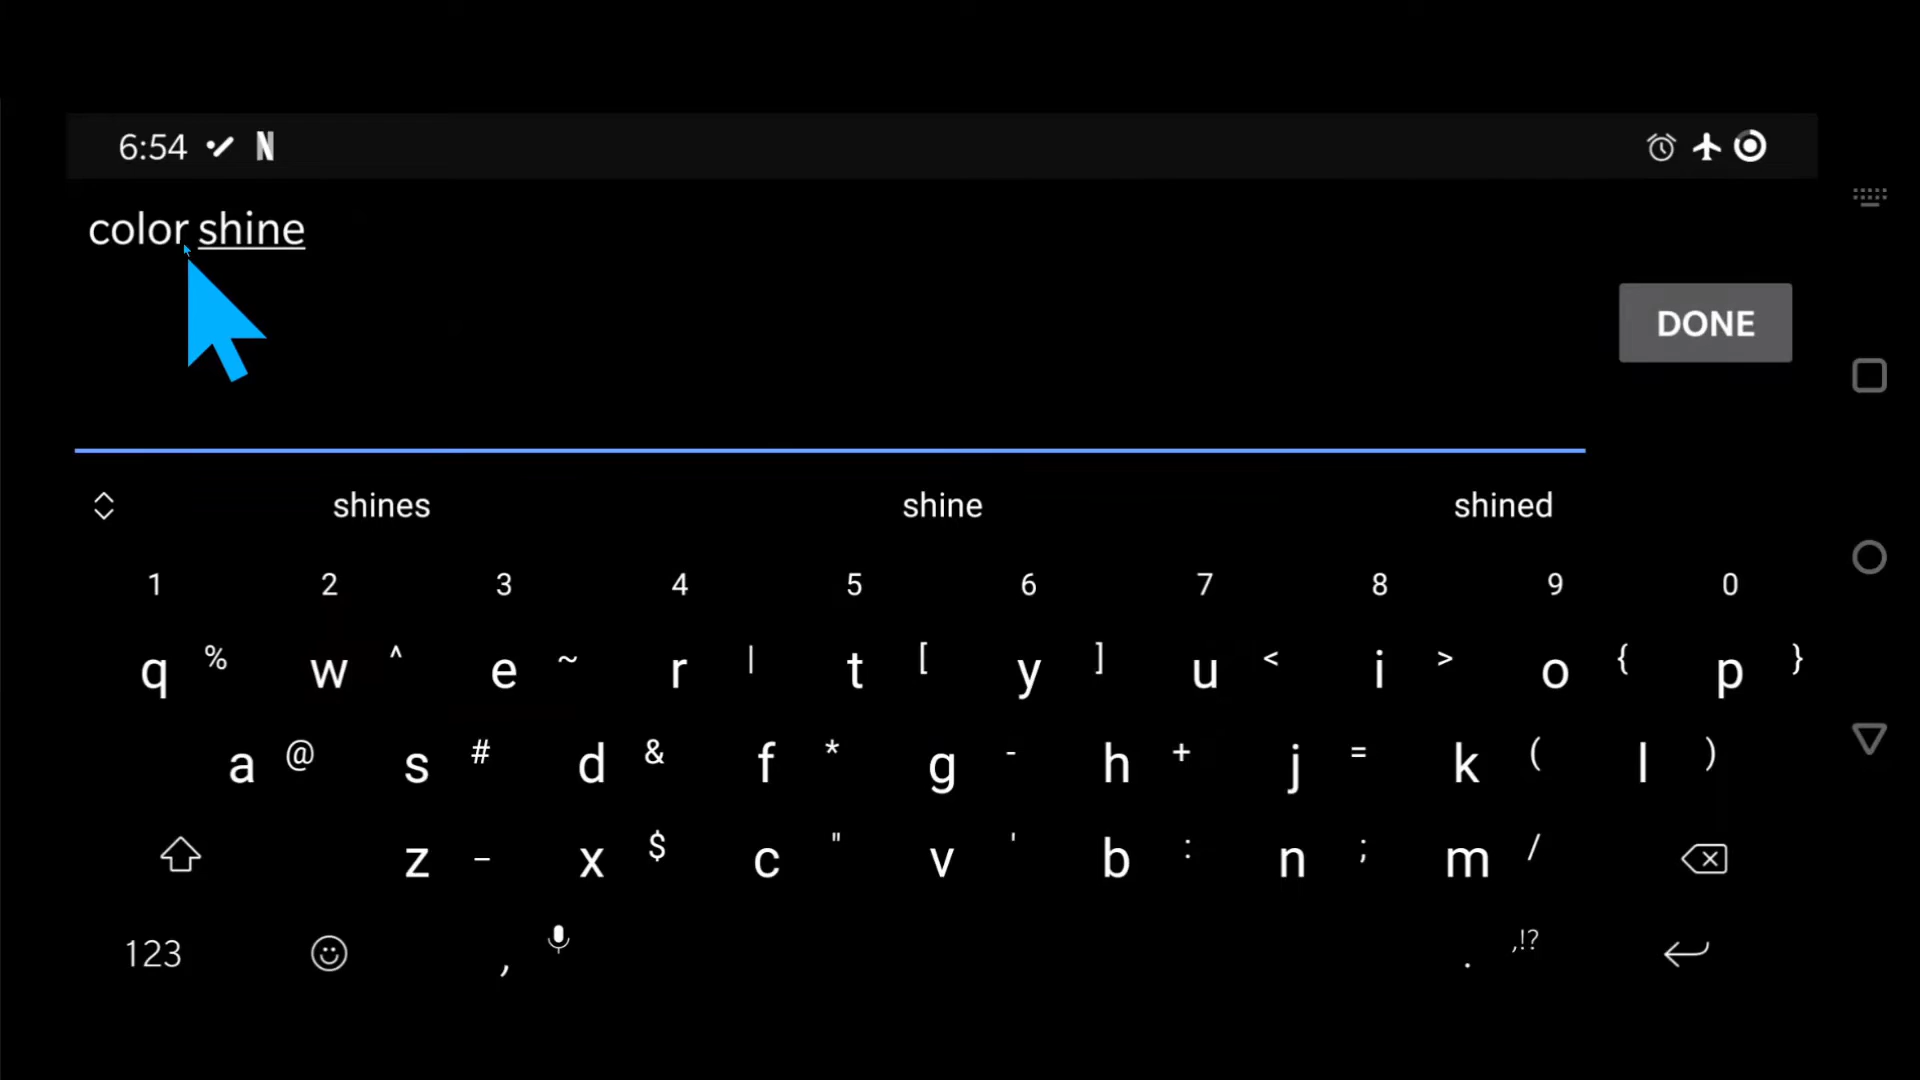 6:54 N
color shine
DONE
shines shine shined
1 2 3 4 5 6 7 8 9 0
q % w ^ e ~ r | t [ y ] u < i > o { p }
a @ s # d & f * g - h + j = k ( l )
z _ x $ c " v ' b : n ; m /
123 , . ,!?